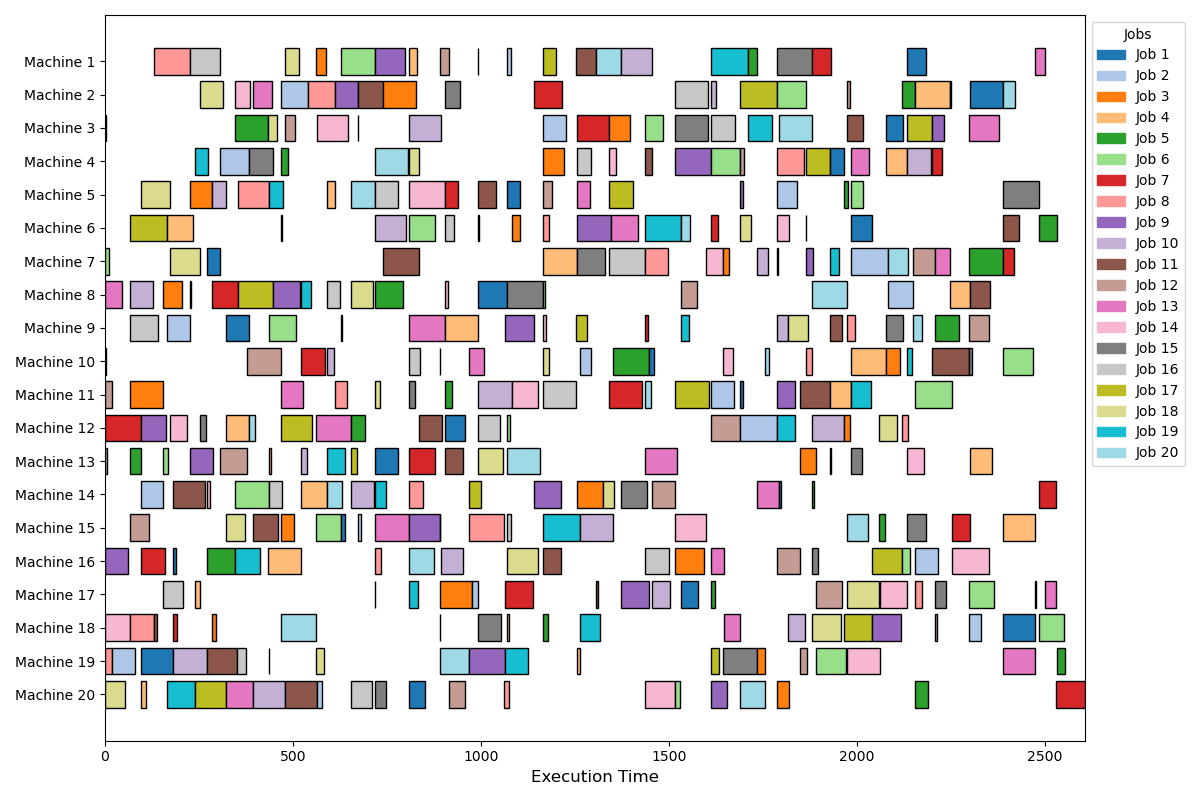 Machine 1
Machine 2
Machine 3
Machine 4
Machine 5
Machine 6
Machine 7
Machine 8
Machine 9
Machine 10
Machine 11
Machine 12
Machine 13
Machine 14
Machine 15
Machine 16
Machine 17
Machine 18
Machine 19
Machine 20
0 500 1000 1500 2000 2500
Execution Time
Jobs
Job 1
Job 2
Job 3
Job 4
Job 5
Job 6
Job 7
Job 8
Job 9
Job 10
Job 11
Job 12
Job 13
Job 14
Job 15
Job 16
Job 17
Job 18
Job 19
Job 20